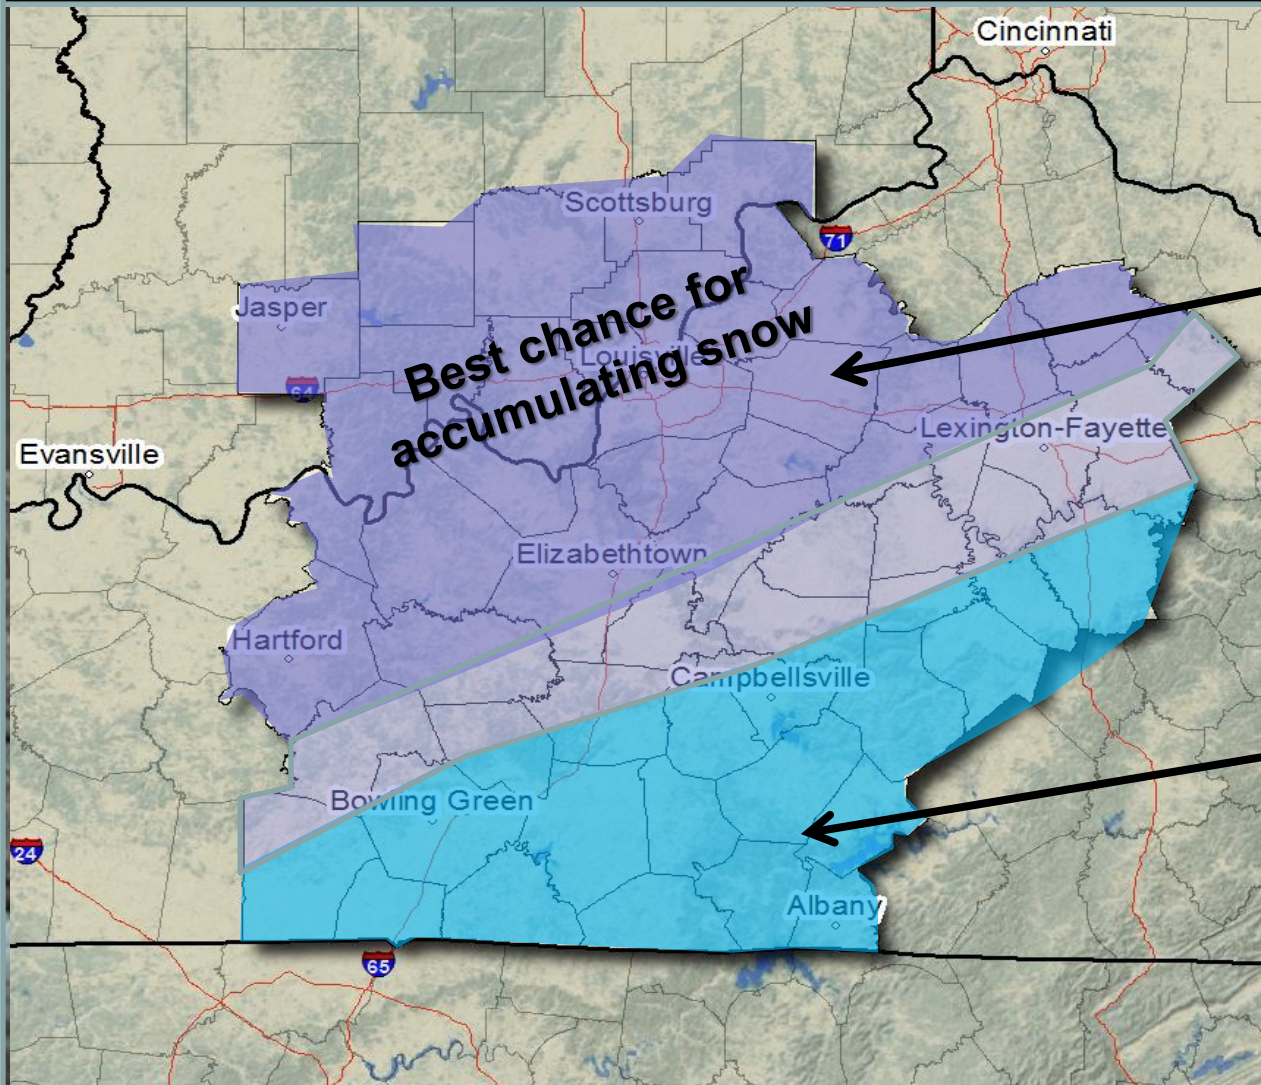 Cincinnati
Scottsburg
71
Jasper
Best chance for
accumulating snow
Louisville
64
Lexington-Fayette
Evansville
Elizabethtown
Hartford
Campbellsville
Bowling Green
24
Albany
65